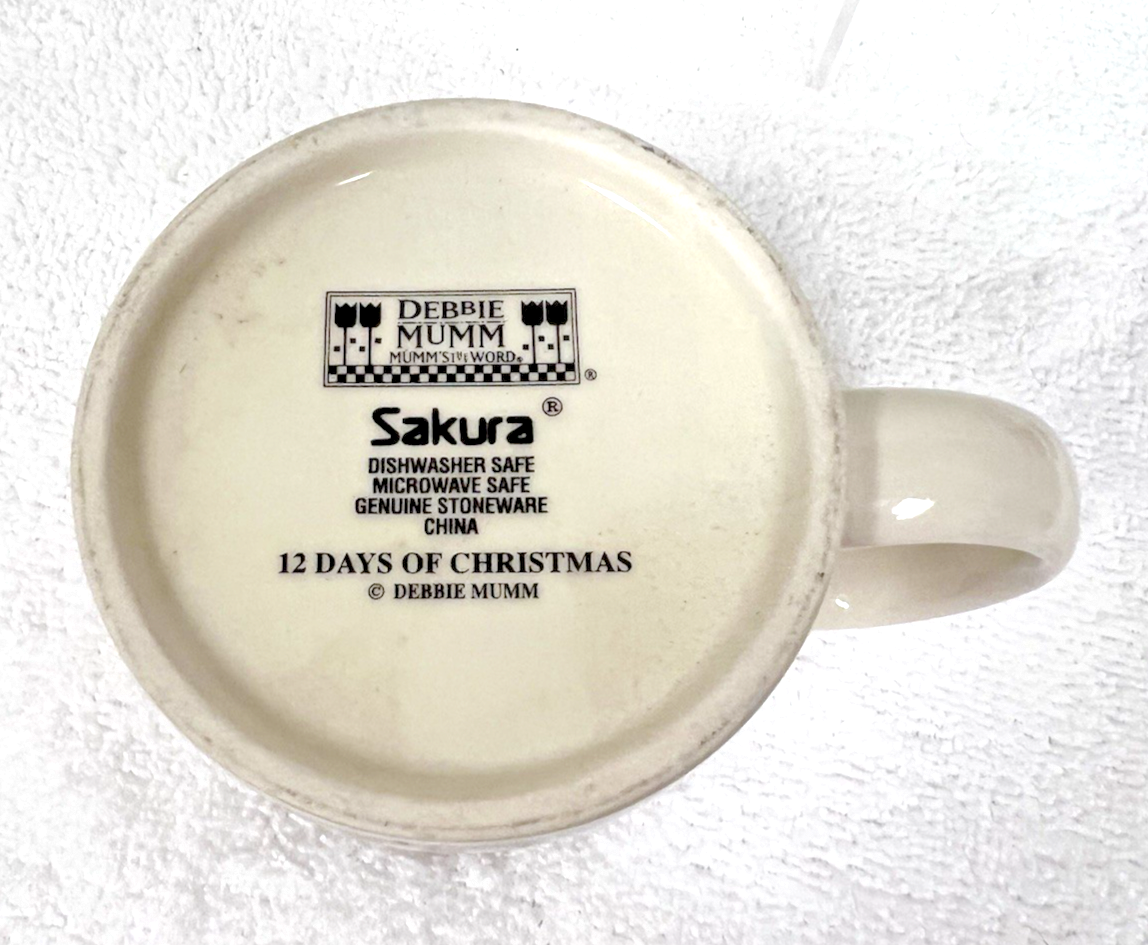 DEBBIE
MUMM
MUMM'S THE WORD®
®
Sakura®
DISHWASHER SAFE
MICROWAVE SAFE
GENUINE STONEWARE
CHINA
12 DAYS OF CHRISTMAS
© DEBBIE MUMM